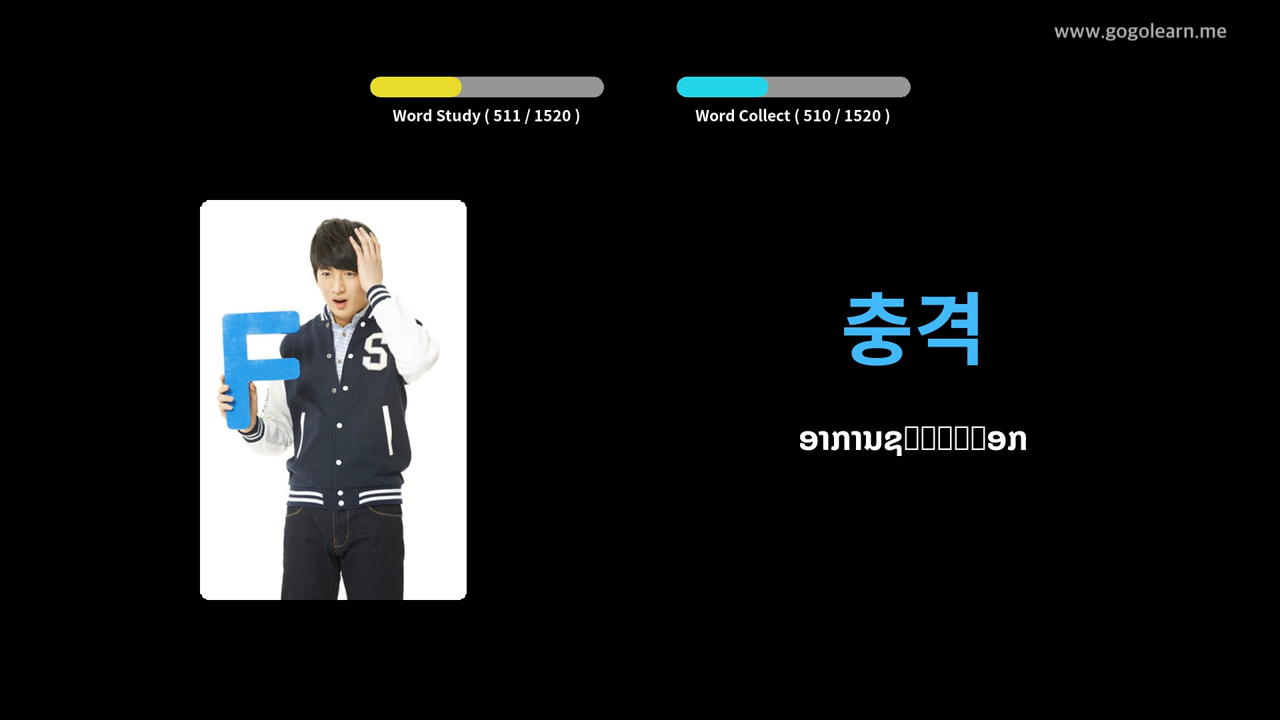 www.gogolearn.me
Word Study ( 511 / 1520 )
Word Collect ( 510 / 1520 )
F
S
충격